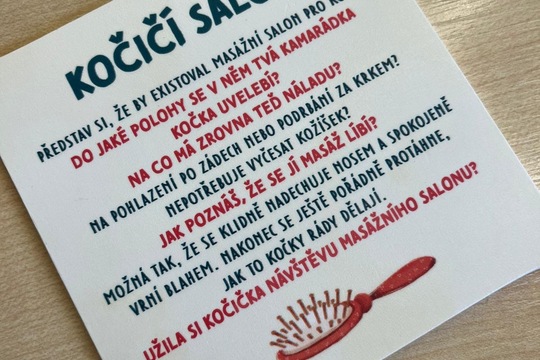 KOČIČÍ SALON
PŘEDSTAV SI, ŽE BY EXISTOVAL MASÁŽNÍ SALON PRO
DO JAKÉ POLOHY SE V NĚM TVÁ KAMARÁDKA
KOČKA UVELEBÍ?
NA CO MÁ ZROVNA TEĎ NÁLADU?
NA POHLAZENÍ PO ZÁDECH NEBO PODRBÁNÍ ZA KRKEM?
NEPOTŘEBUJE VYČESAT KOŽÍŠEK?
JAK POZNÁŠ, ŽE SE JÍ MASÁŽ LÍBÍ?
MOŽNÁ TAK, ŽE SE KLIDNĚ NADECHUJE NOSEM A SPOKOJENĚ
VRNÍ BLAHEM. NAKONEC SE JEŠTĚ POŘÁDNĚ PROTÁHNE,
JAK TO KOČKY RÁDY DĚLAJÍ.
UŽILA SI KOČIČKA NÁVŠTĚVU MASÁŽNÍHO SALONU?